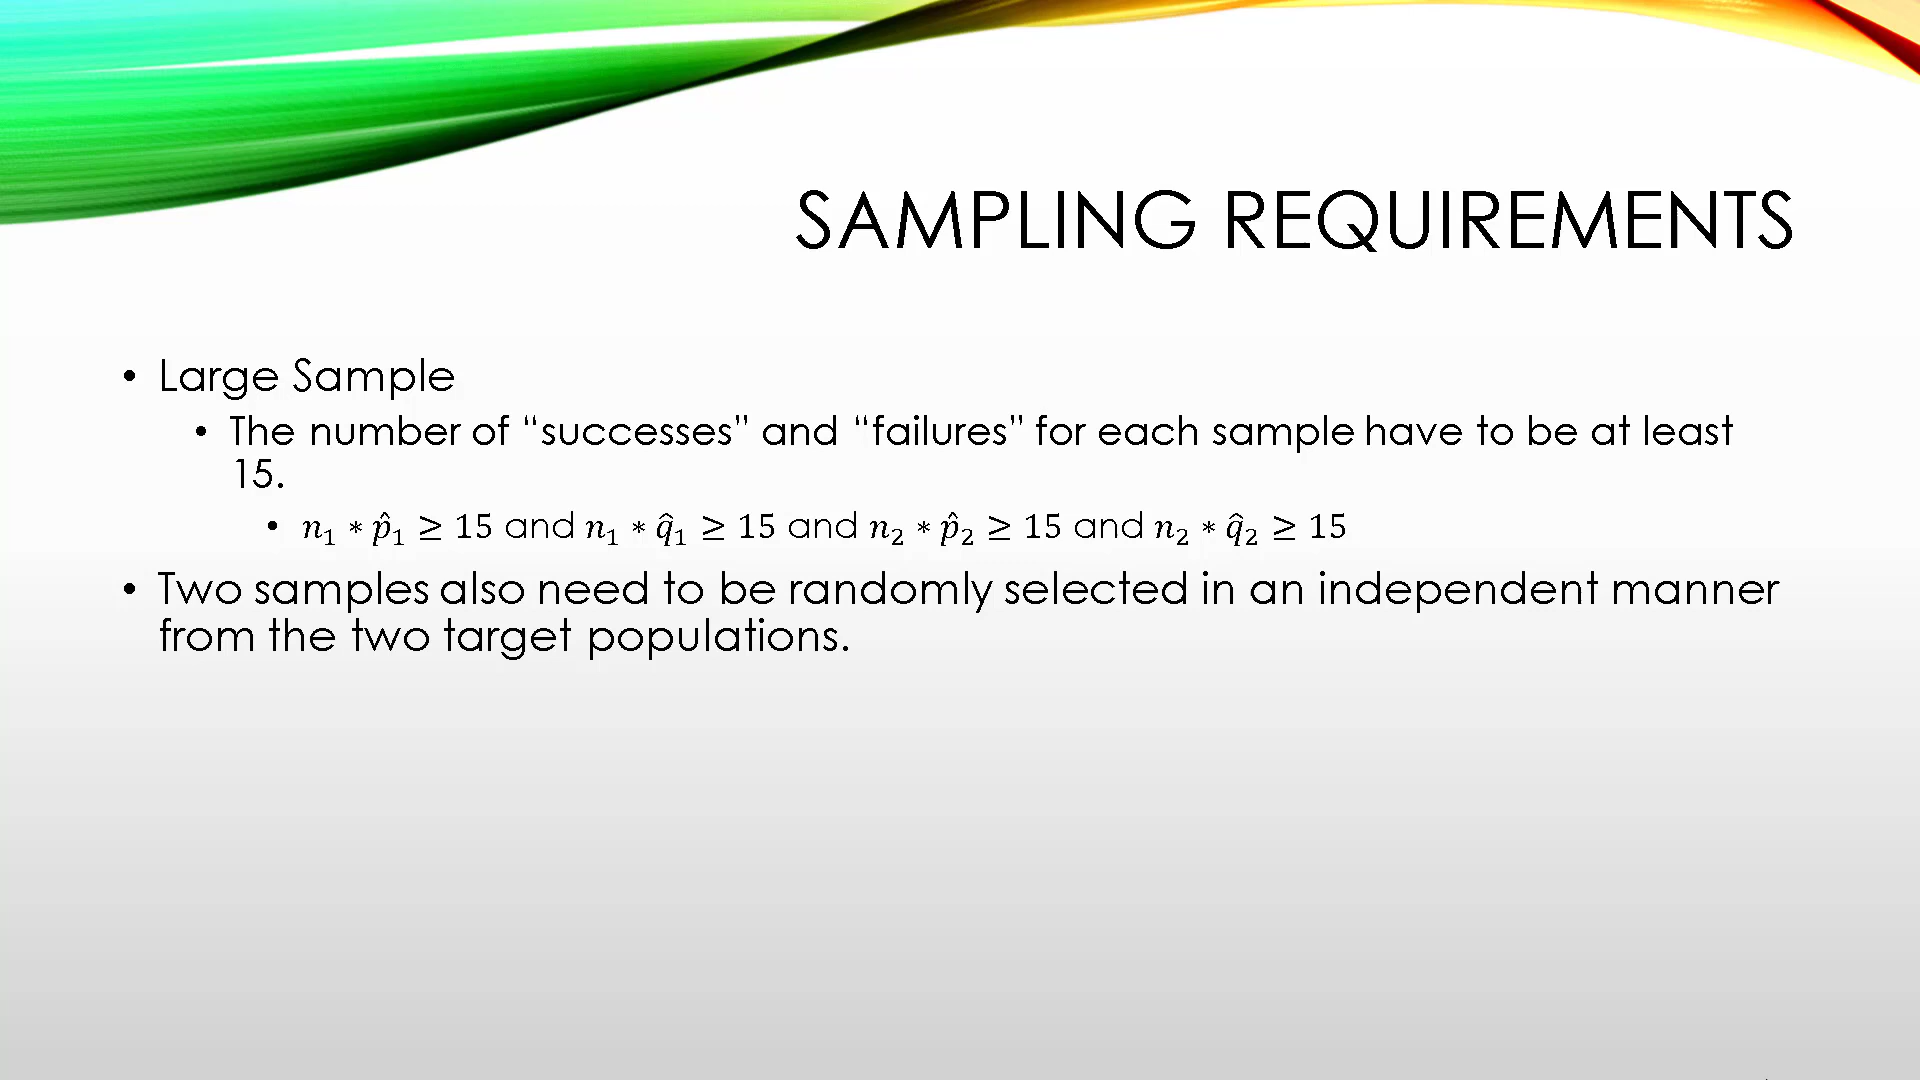 SAMPLING REQUIREMENTS
• Large Sample
• The number of “successes” and “failures” for each sample have to be at least
15.
• n₁ ∗ p̂₁ ≥ 15 and n₁ ∗ q̂₁ ≥ 15 and n₂ ∗ p̂₂ ≥ 15 and n₂ ∗ q̂₂ ≥ 15
• Two samples also need to be randomly selected in an independent manner
from the two target populations.